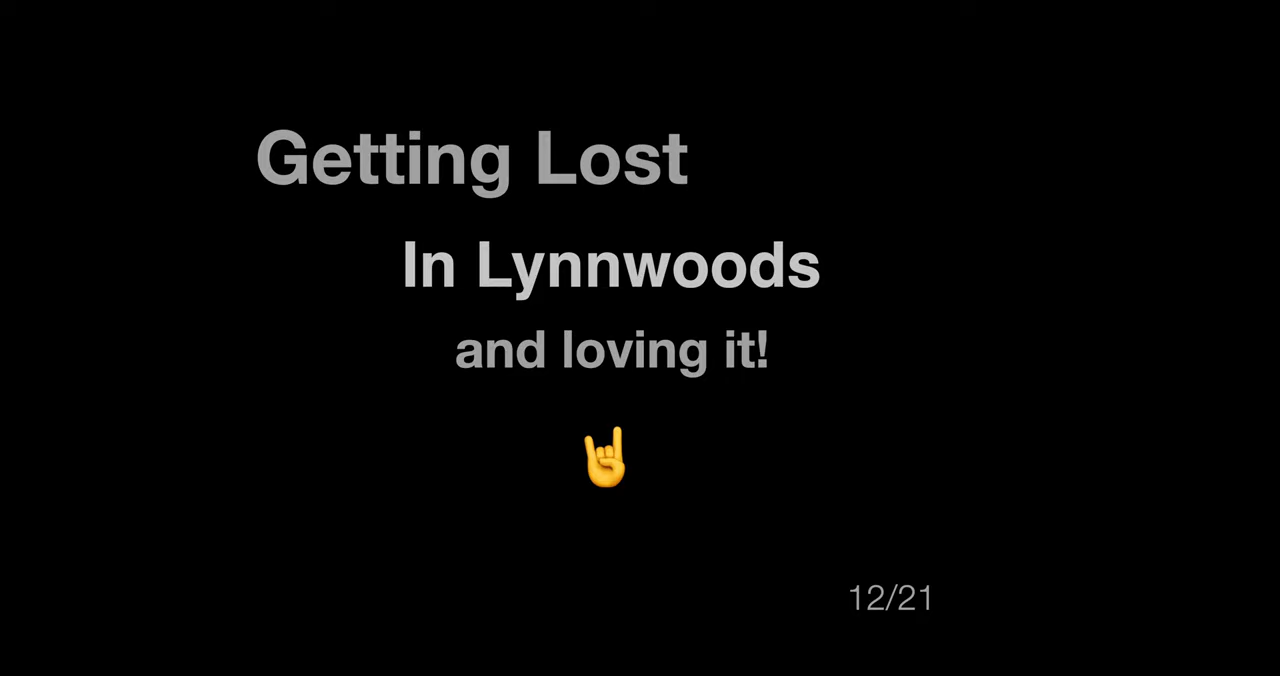 Getting Lost
In Lynnwoods
and loving it!
🤘
12/21